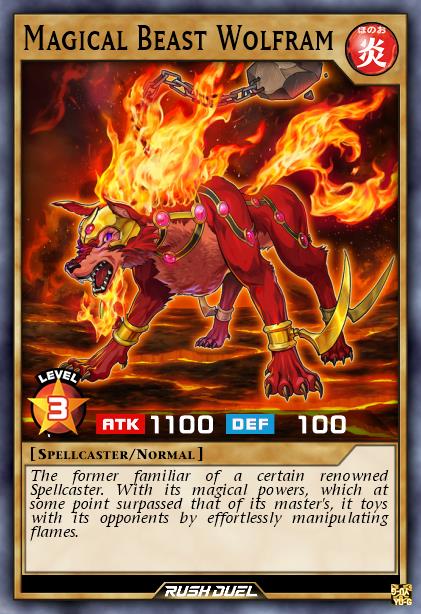 Magical Beast Wolfram
ほのお
炎
LEVEL
3
ATK 1100 DEF 100
[Spellcaster/Normal]
The former familiar of a certain renowned
Spellcaster. With its magical powers, which at
some point surpassed that of its master's, it toys
with its opponents by effortlessly manipulating
flames.
RUSH DUEL